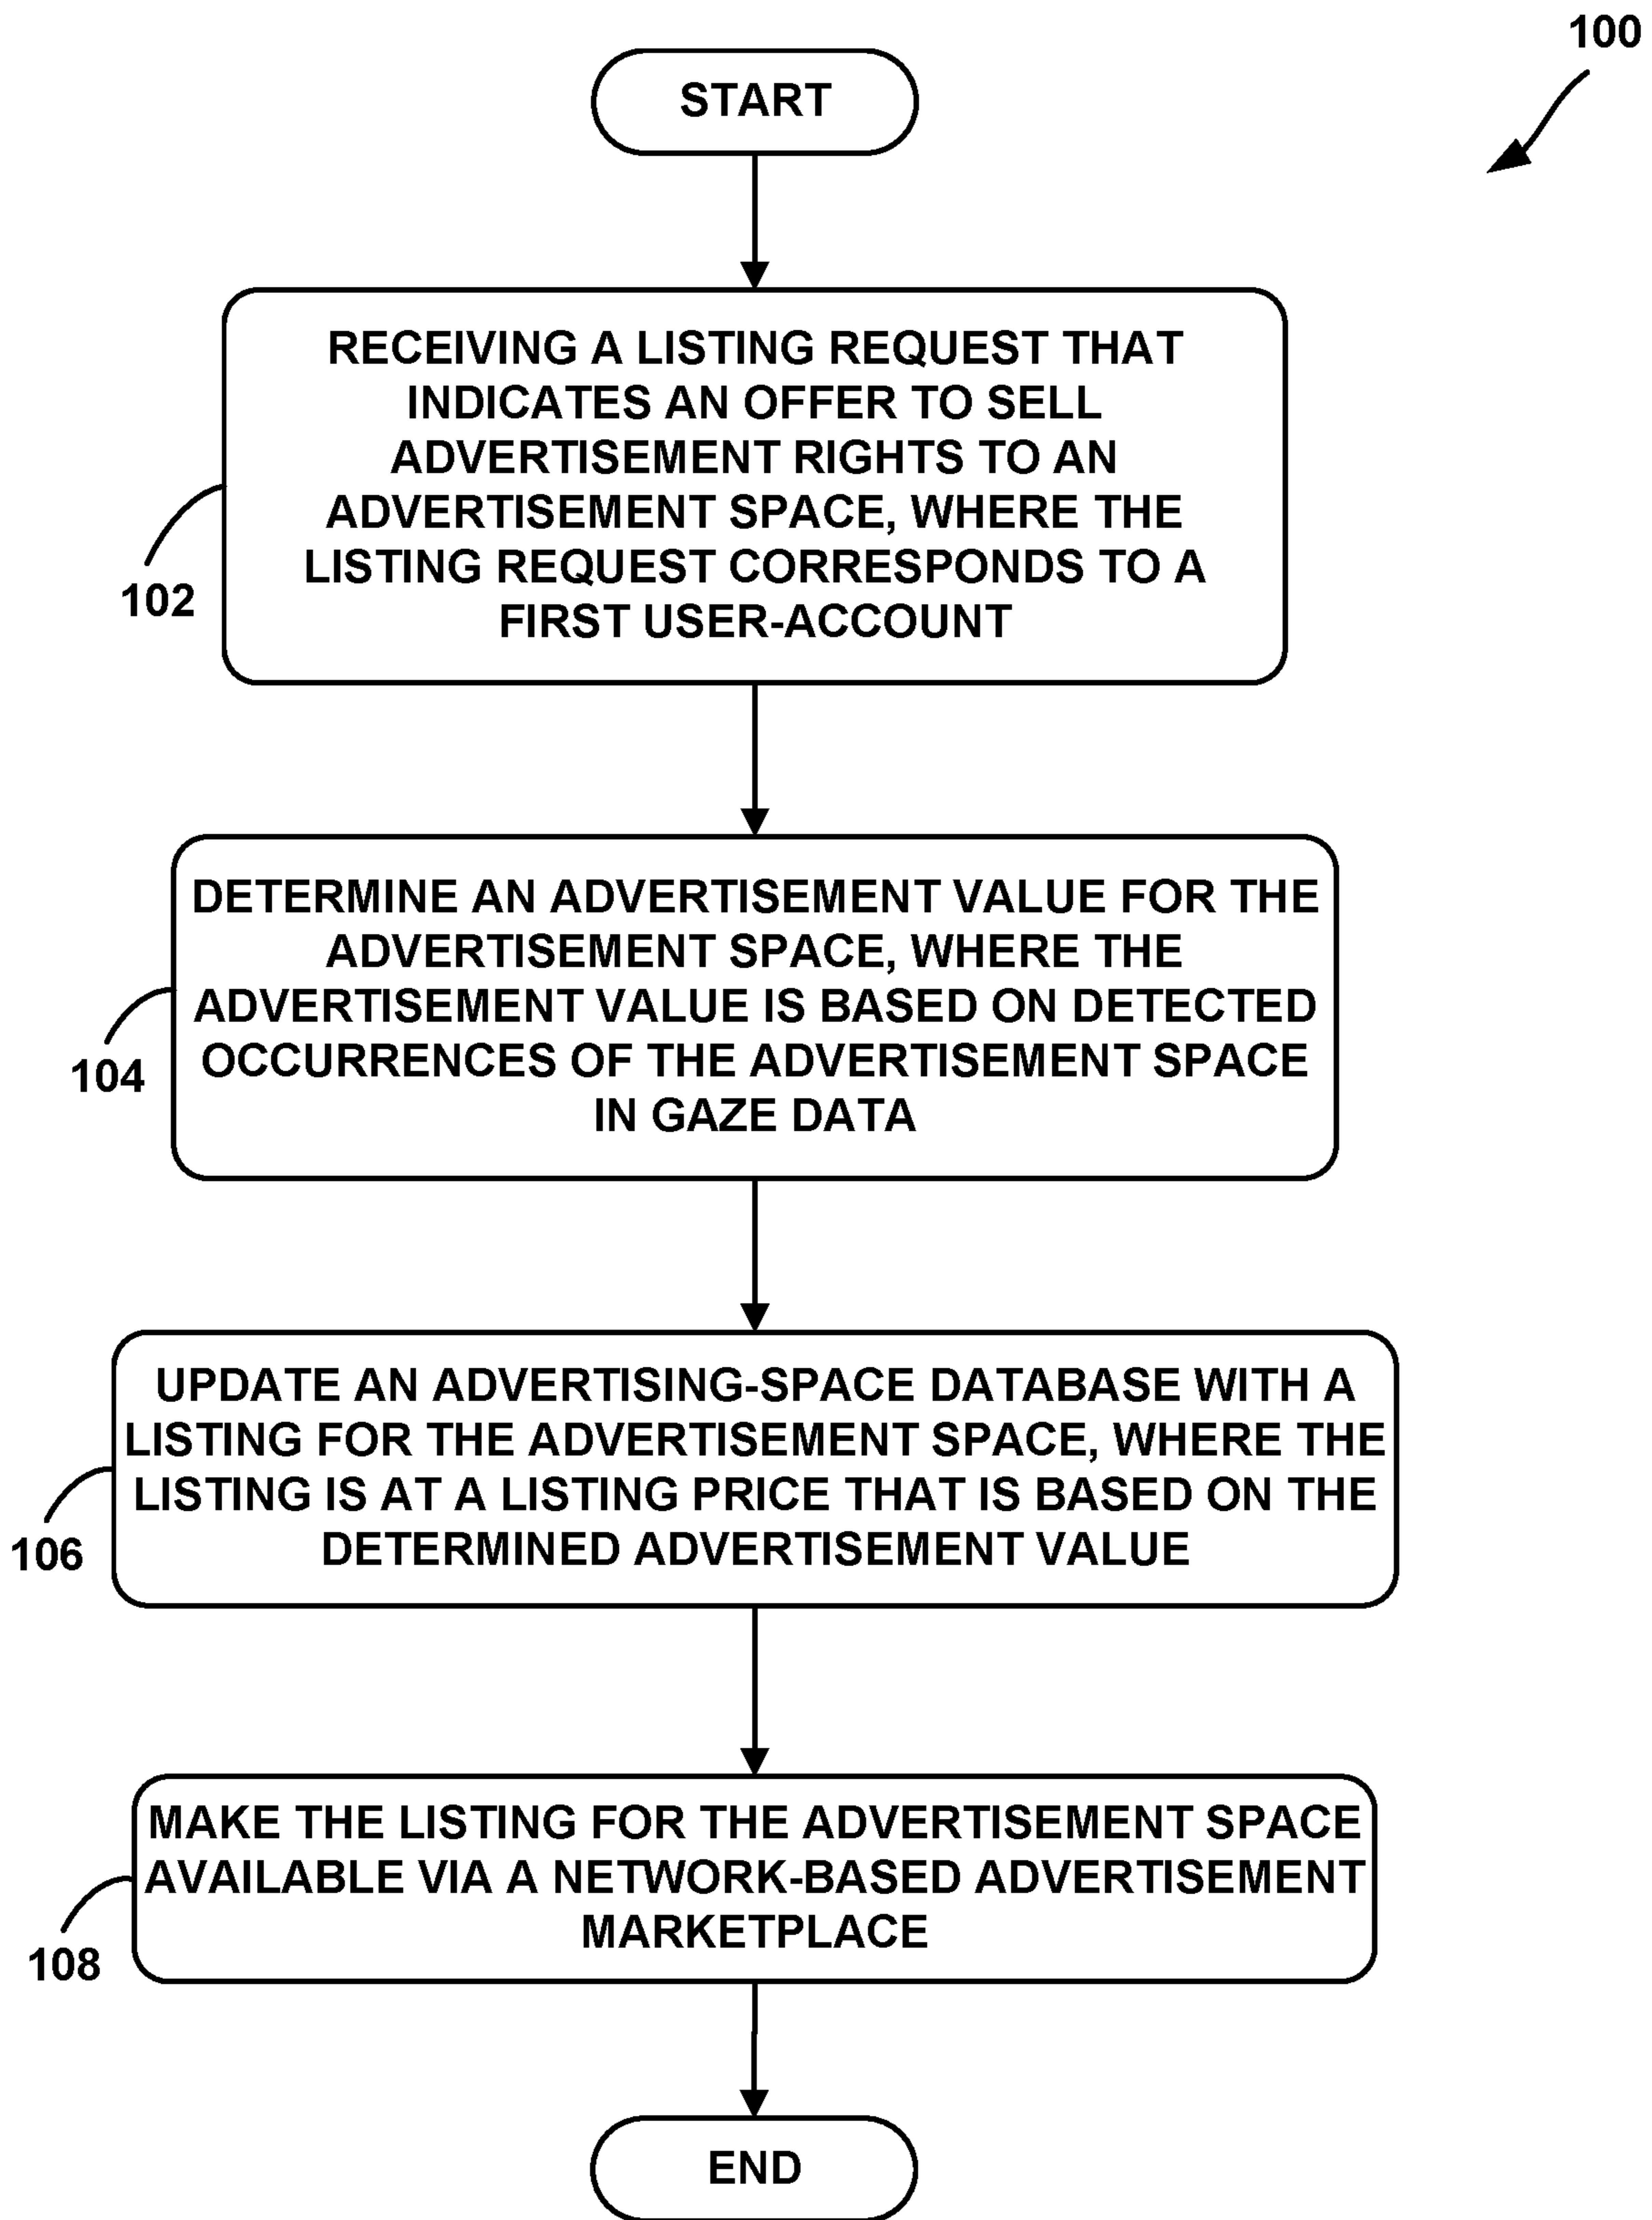 100
START
RECEIVING A LISTING REQUEST THAT
INDICATES AN OFFER TO SELL
ADVERTISEMENT RIGHTS TO AN
ADVERTISEMENT SPACE, WHERE THE
LISTING REQUEST CORRESPONDS TO A
FIRST USER-ACCOUNT
102
DETERMINE AN ADVERTISEMENT VALUE FOR THE
ADVERTISEMENT SPACE, WHERE THE
ADVERTISEMENT VALUE IS BASED ON DETECTED
OCCURRENCES OF THE ADVERTISEMENT SPACE
IN GAZE DATA
104
UPDATE AN ADVERTISING-SPACE DATABASE WITH A
LISTING FOR THE ADVERTISEMENT SPACE, WHERE THE
LISTING IS AT A LISTING PRICE THAT IS BASED ON THE
DETERMINED ADVERTISEMENT VALUE
106
MAKE THE LISTING FOR THE ADVERTISEMENT SPACE
AVAILABLE VIA A NETWORK-BASED ADVERTISEMENT
MARKETPLACE
108
END